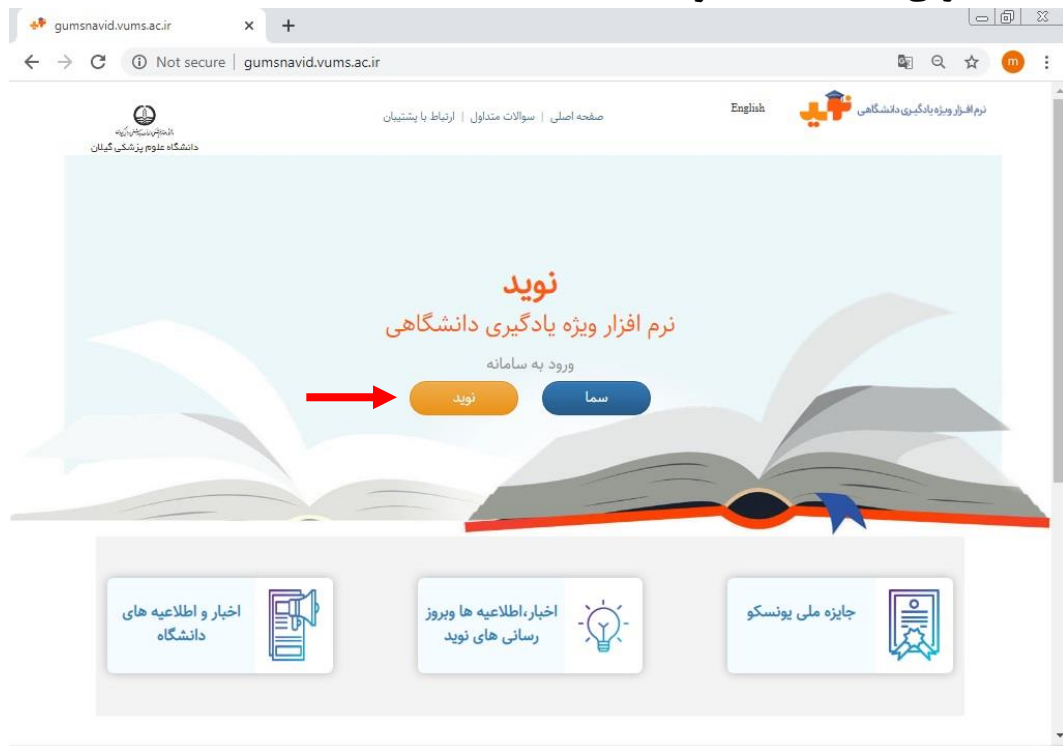 gumsnavid.vums.ac.ir
Not secure | gumsnavid.vums.ac.ir
m
نرم افزار ویژه یادگیری دانشگاهی
نوید
English
صفحه اصلی | سوالات متداول | ارتباط با پشتیبان
دانشگاه علوم پزشکی گیلان
نوید
نرم افزار ویژه یادگیری دانشگاهی
ورود به سامانه
سما
نوید
جایزه ملی یونسکو
اخبار،اطلاعیه ها وبروز
رسانی های نوید
اخبار و اطلاعیه های
دانشگاه